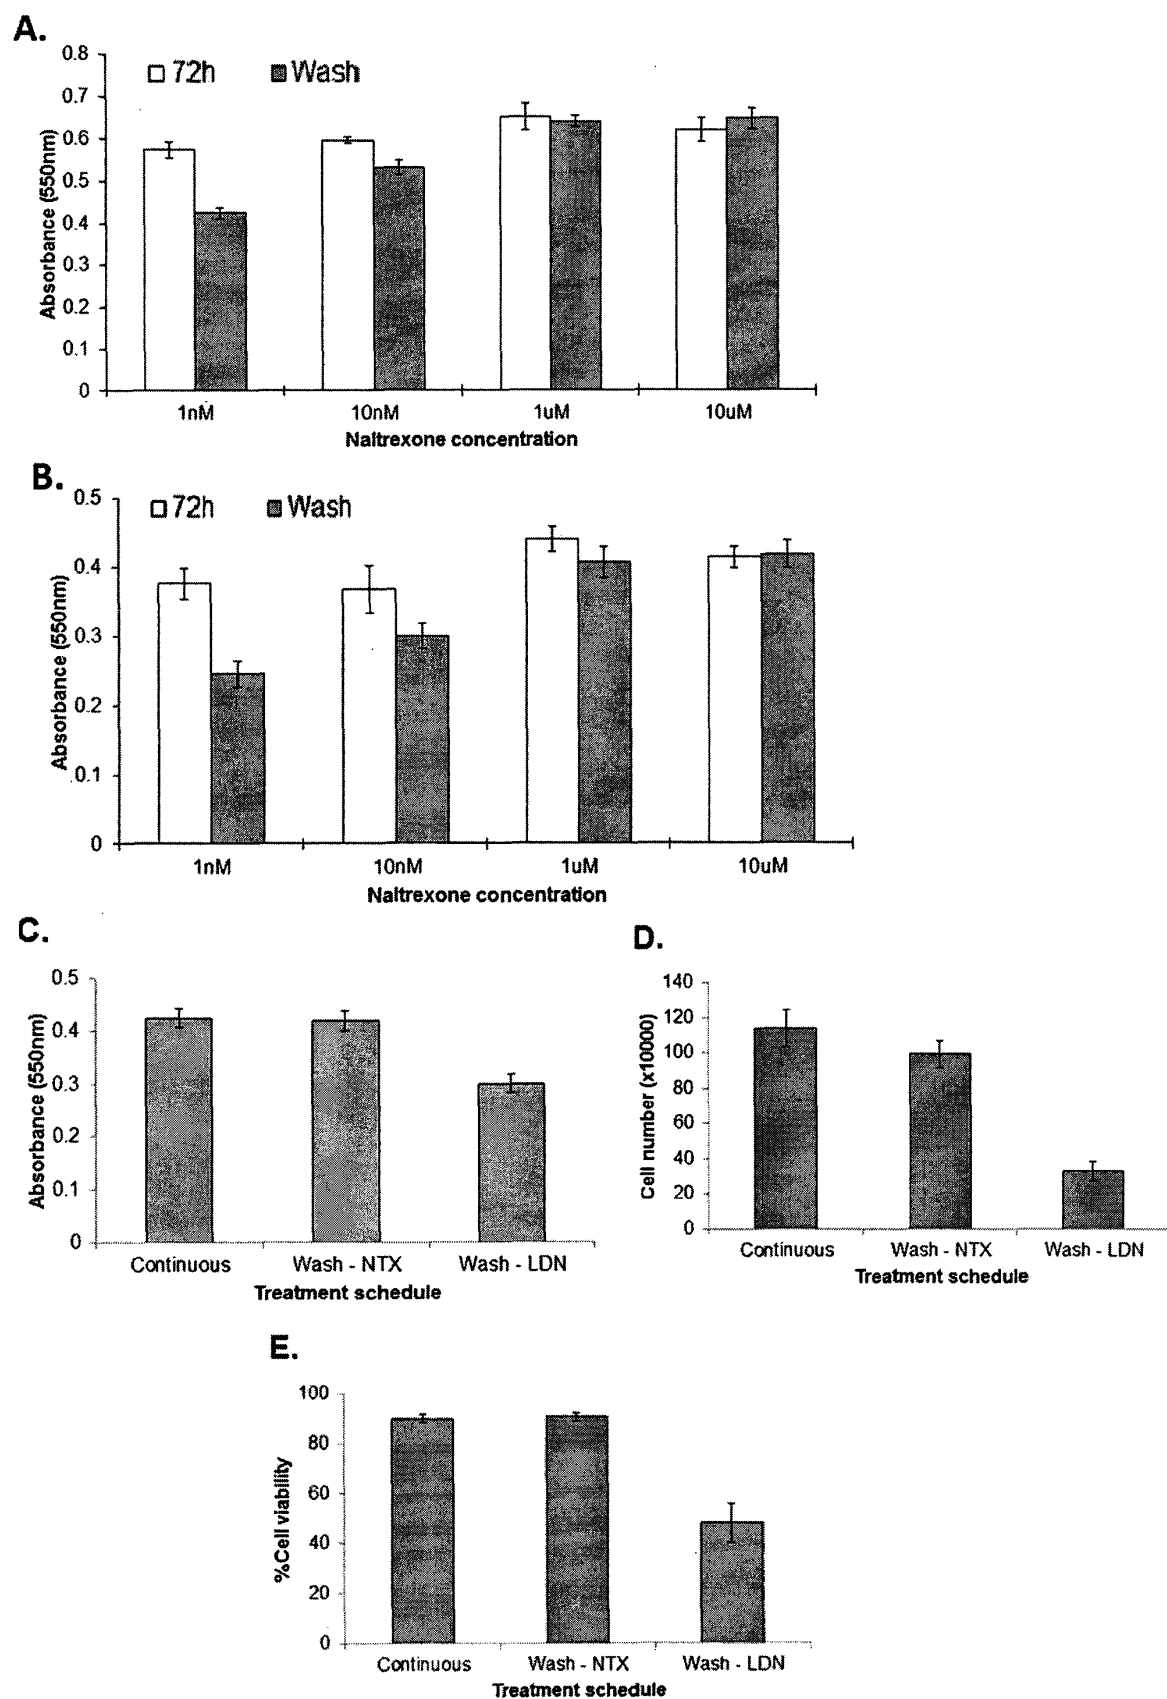 A.
0.8
72h Wash
0.7
0.6
0.5
0.4
0.3
0.2
0.1
0
Absorbance (550nm)
1nM 10nM 1uM 10uM
Naltrexone concentration
B.
0.5
72h Wash
0.4
0.3
0.2
0.1
0
Absorbance (550nm)
1nM 10nM 1uM 10uM
Naltrexone concentration
C.
0.5
0.4
0.3
0.2
0.1
0
Absorbance (550nm)
Continuous Wash - NTX Wash - LDN
Treatment schedule
D.
140
120
100
80
60
40
20
0
Cell number (x10000)
Continuous Wash - NTX Wash - LDN
Treatment schedule
E.
100
80
60
40
20
0
%Cell viability
Continuous Wash - NTX Wash - LDN
Treatment schedule